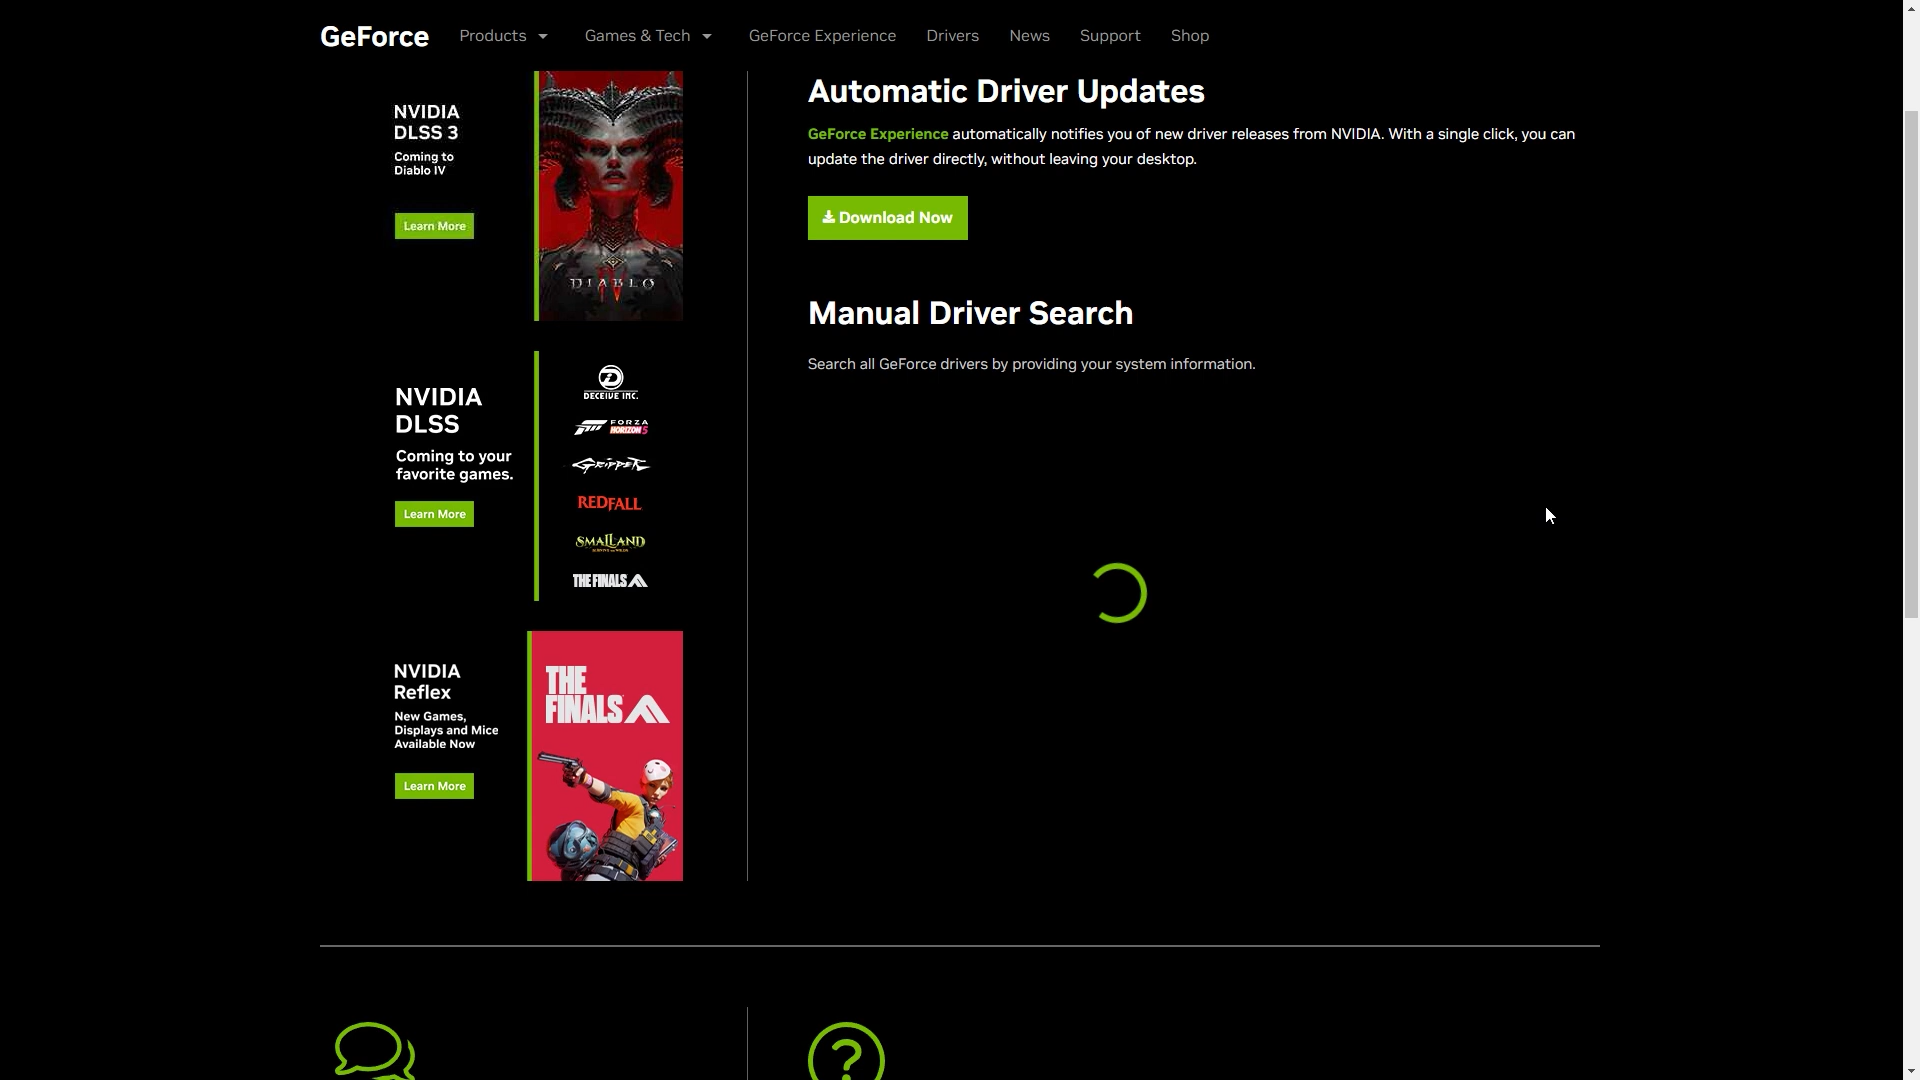 GeForce Products Games & Tech GeForce Experience Drivers News Support Shop
NVIDIA
DLSS 3
Coming to
Diablo IV
Learn More
DIABLO
IV
NVIDIA
DLSS
Coming to your
favorite games.
Learn More
DECEIVE INC.
FORZA
HORIZON 5
GRIPPER
REDFALL
SMALLAND
SURVIVE THE WILDS
THE FINALS
NVIDIA
Reflex
New Games,
Displays and Mice
Available Now
Learn More
THE
FINALS
Automatic Driver Updates
GeForce Experience automatically notifies you of new driver releases from NVIDIA. With a single click, you can
update the driver directly, without leaving your desktop.
Download Now
Manual Driver Search
Search all GeForce drivers by providing your system information.